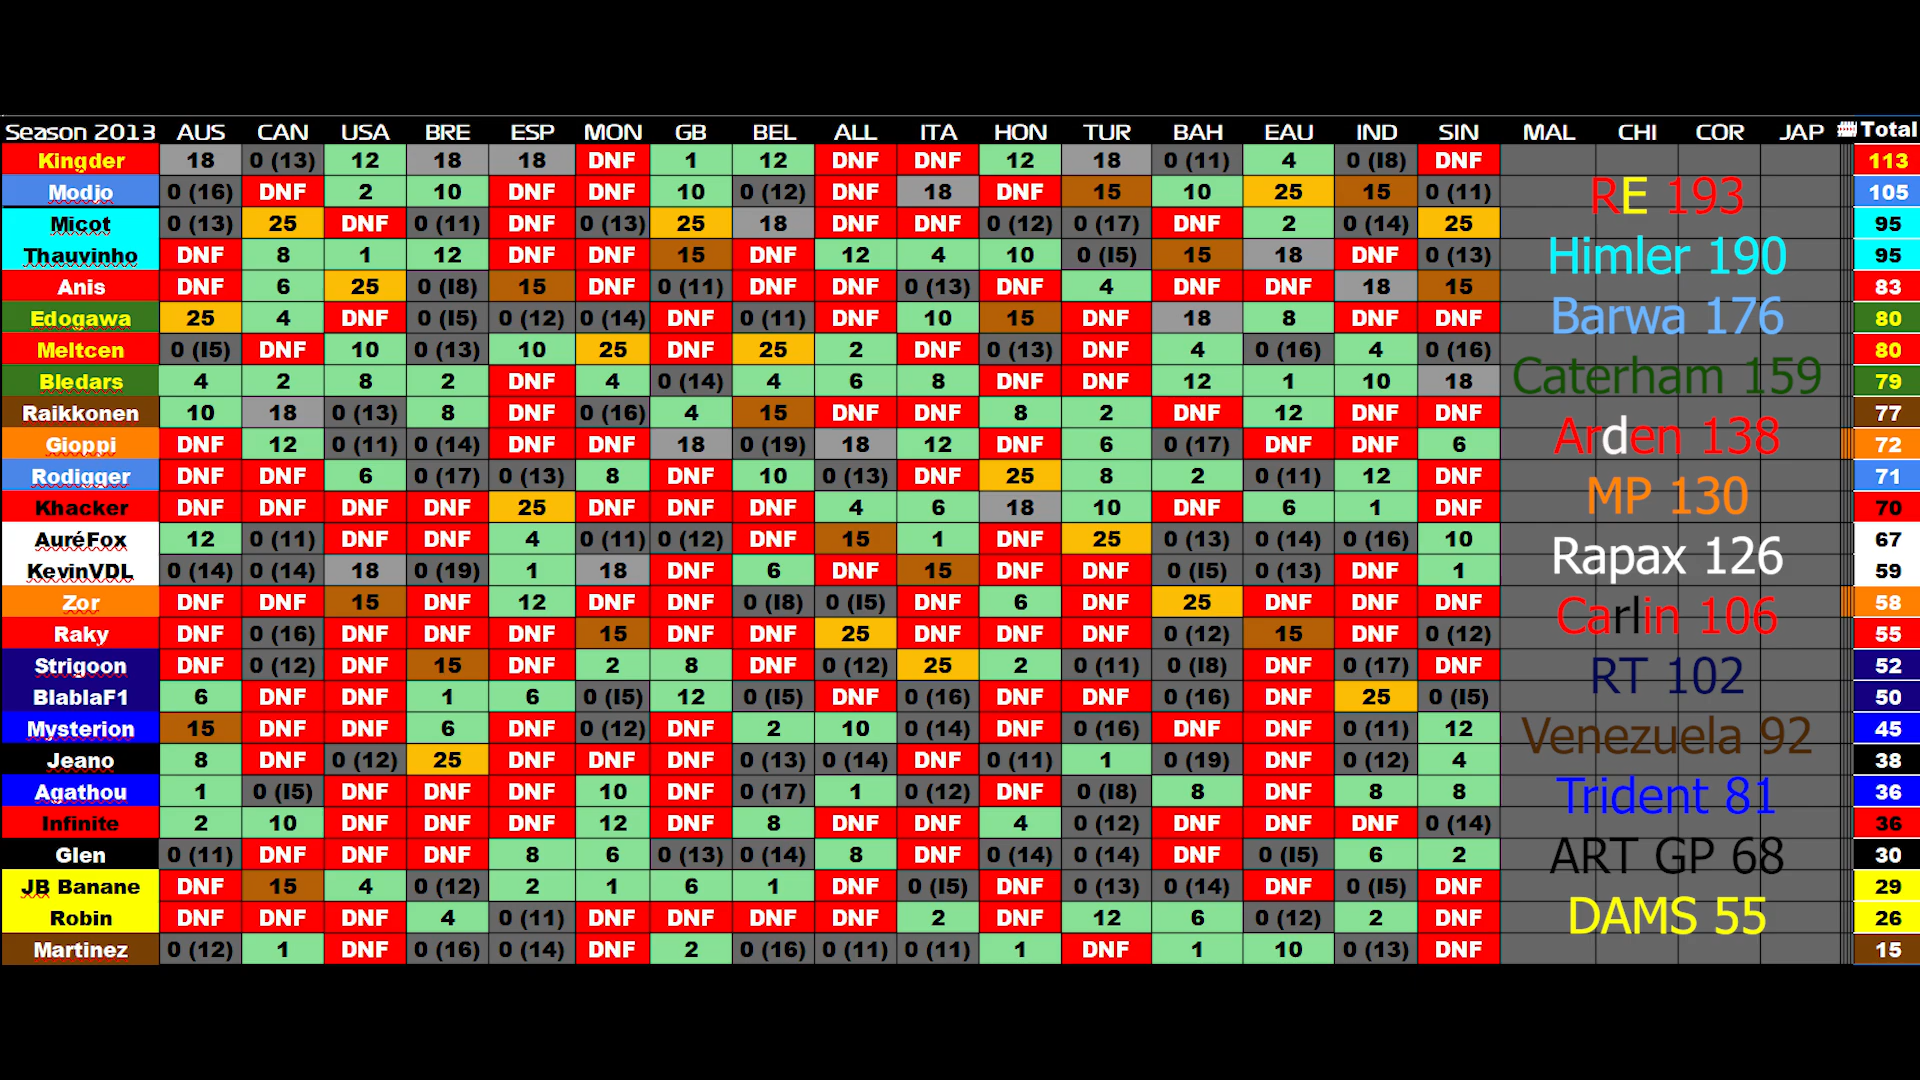 Season 2013 AUS CAN USA BRE ESP MON GB BEL ALL ITA HON TUR BAH EAU IND SIN MAL CHI COR JAP Total
Kingder 18 0 (13) 12 18 18 DNF 1 12 DNF DNF 12 18 0 (11) 4 0 (I8) DNF 113
Modjo 0 (16) DNF 2 10 DNF DNF 10 0 (12) DNF 18 DNF 15 10 25 15 0 (11) 105
RE 193
Micot 0 (13) 25 DNF 0 (11) DNF 0 (13) 25 18 DNF DNF 0 (12) 0 (17) DNF 2 0 (14) 25 95
Thauvinho DNF 8 1 12 DNF DNF 15 DNF 12 4 10 0 (I5) 15 18 DNF 0 (13) 95
Himler 190
Anis DNF 6 25 0 (I8) 15 DNF 0 (11) DNF DNF 0 (13) DNF 4 DNF DNF 18 15 83
Edogawa 25 4 DNF 0 (I5) 0 (12) 0 (14) DNF 0 (11) DNF 10 15 DNF 18 8 DNF DNF 80
Barwa 176
Meltcen 0 (I5) DNF 10 0 (13) 10 25 DNF 25 2 DNF 0 (13) DNF 4 0 (16) 4 0 (16) 80
Bledars 4 2 8 2 DNF 4 0 (14) 4 6 8 DNF DNF 12 1 10 18 79
Caterham 159
Raikkonen 10 18 0 (13) 8 DNF 0 (16) 4 15 DNF DNF 8 2 DNF 12 DNF DNF 77
Gioppi DNF 12 0 (11) 0 (14) DNF DNF 18 0 (19) 18 12 DNF 6 0 (17) DNF DNF 6 72
Arden 138
Rodigger DNF DNF 6 0 (17) 0 (13) 8 DNF 10 0 (13) DNF 25 8 2 0 (11) 12 DNF 71
Khacker DNF DNF DNF DNF 25 DNF DNF DNF 4 6 18 10 DNF 6 1 DNF 70
MP 130
AuréFox 12 0 (11) DNF DNF 4 0 (11) 0 (12) DNF 15 1 DNF 25 0 (13) 0 (14) 0 (16) 10 67
KevinVDL 0 (14) 0 (14) 18 0 (19) 1 18 DNF 6 DNF 15 DNF DNF 0 (I5) 0 (13) DNF 1 59
Rapax 126
Zor DNF DNF 15 DNF 12 DNF DNF 0 (I8) 0 (I5) DNF 6 DNF 25 DNF DNF DNF 58
Raky DNF 0 (16) DNF DNF DNF 15 DNF DNF 25 DNF DNF DNF 0 (12) 15 DNF 0 (12) 55
Carlin 106
Strigoon DNF 0 (12) DNF 15 DNF 2 8 DNF 0 (12) 25 2 0 (11) 0 (I8) DNF 0 (17) DNF 52
BlablaF1 6 DNF DNF 1 6 0 (I5) 12 0 (I5) DNF 0 (16) DNF DNF 0 (16) DNF 25 0 (I5) 50
RT 102
Mysterion 15 DNF DNF 6 DNF 0 (12) DNF 2 10 0 (14) DNF 0 (16) DNF DNF 0 (11) 12 45
Jeano 8 DNF 0 (12) 25 DNF DNF DNF 0 (13) 0 (14) DNF 0 (11) 1 0 (19) DNF 0 (12) 4 38
Venezuela 92
Agathou 1 0 (I5) DNF DNF DNF 10 DNF 0 (17) 1 0 (12) DNF 0 (I8) 8 DNF 8 8 36
Trident 81
Infinite 2 10 DNF DNF DNF 12 DNF 8 DNF DNF 4 0 (12) DNF DNF DNF 0 (14) 36
Glen 0 (11) DNF DNF DNF 8 6 0 (13) 0 (14) 8 DNF 0 (14) 0 (14) DNF 0 (I5) 6 2 30
ART GP 68
JB Banane DNF 15 4 0 (12) 2 1 6 1 DNF 0 (I5) DNF 0 (13) 0 (14) DNF 0 (I5) DNF 29
Robin DNF DNF DNF 4 0 (11) DNF DNF DNF DNF 2 DNF 12 6 0 (12) 2 DNF 26
DAMS 55
Martinez 0 (12) 1 DNF 0 (16) 0 (14) DNF 2 0 (16) 0 (11) 0 (11) 1 DNF 1 10 0 (13) DNF 15